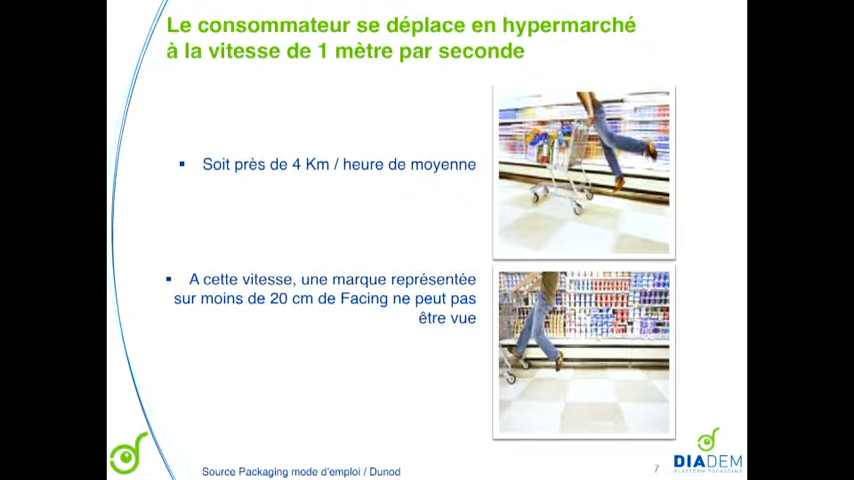 Le consommateur se déplace en hypermarché
à la vitesse de 1 mètre par seconde
▪ Soit près de 4 Km / heure de moyenne
▪ A cette vitesse, une marque représentée
sur moins de 20 cm de Facing ne peut pas
être vue
Source Packaging mode d'emploi / Dunod
7
DIADEM
PLATFORM PACKAGING